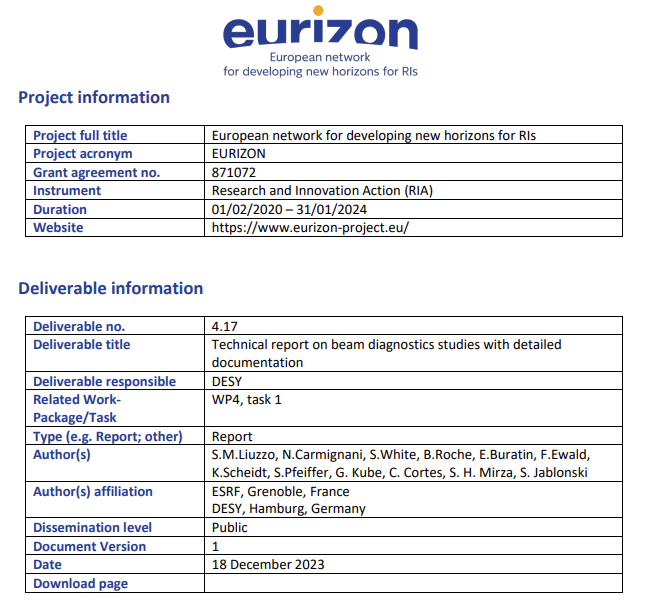 eurizon
European network
for developing new horizons for RIs
Project information
Project full title European network for developing new horizons for RIs
Project acronym EURIZON
Grant agreement no. 871072
Instrument Research and Innovation Action (RIA)
Duration 01/02/2020 – 31/01/2024
Website https://www.eurizon-project.eu/
Deliverable information
Deliverable no. 4.17
Deliverable title Technical report on beam diagnostics studies with detailed
documentation
Deliverable responsible DESY
Related Work- WP4, task 1
Package/Task
Type (e.g. Report; other) Report
Author(s) S.M.Liuzzo, N.Carmignani, S.White, B.Roche, E.Buratin, F.Ewald,
K.Scheidt, S.Pfeiffer, G. Kube, C. Cortes, S. H. Mirza, S. Jablonski
Author(s) affiliation ESRF, Grenoble, France
DESY, Hamburg, Germany
Dissemination level Public
Document Version 1
Date 18 December 2023
Download page